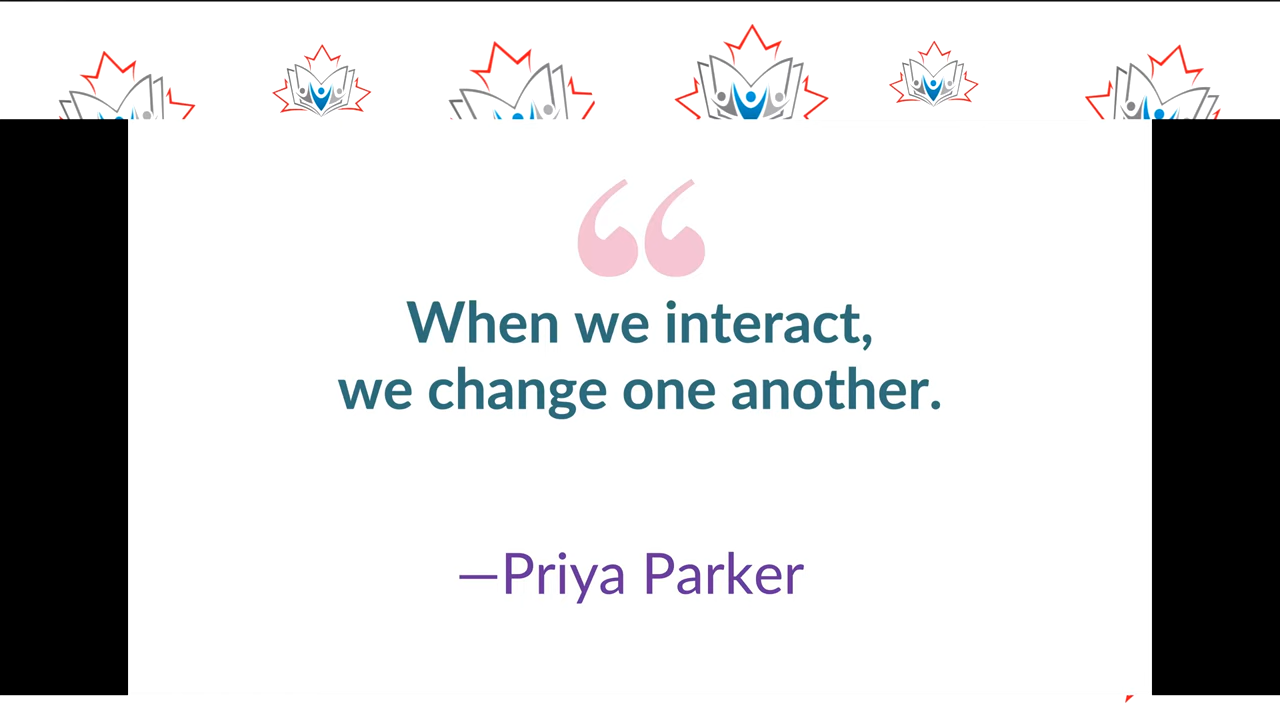 “
When we interact,
we change one another.
—Priya Parker